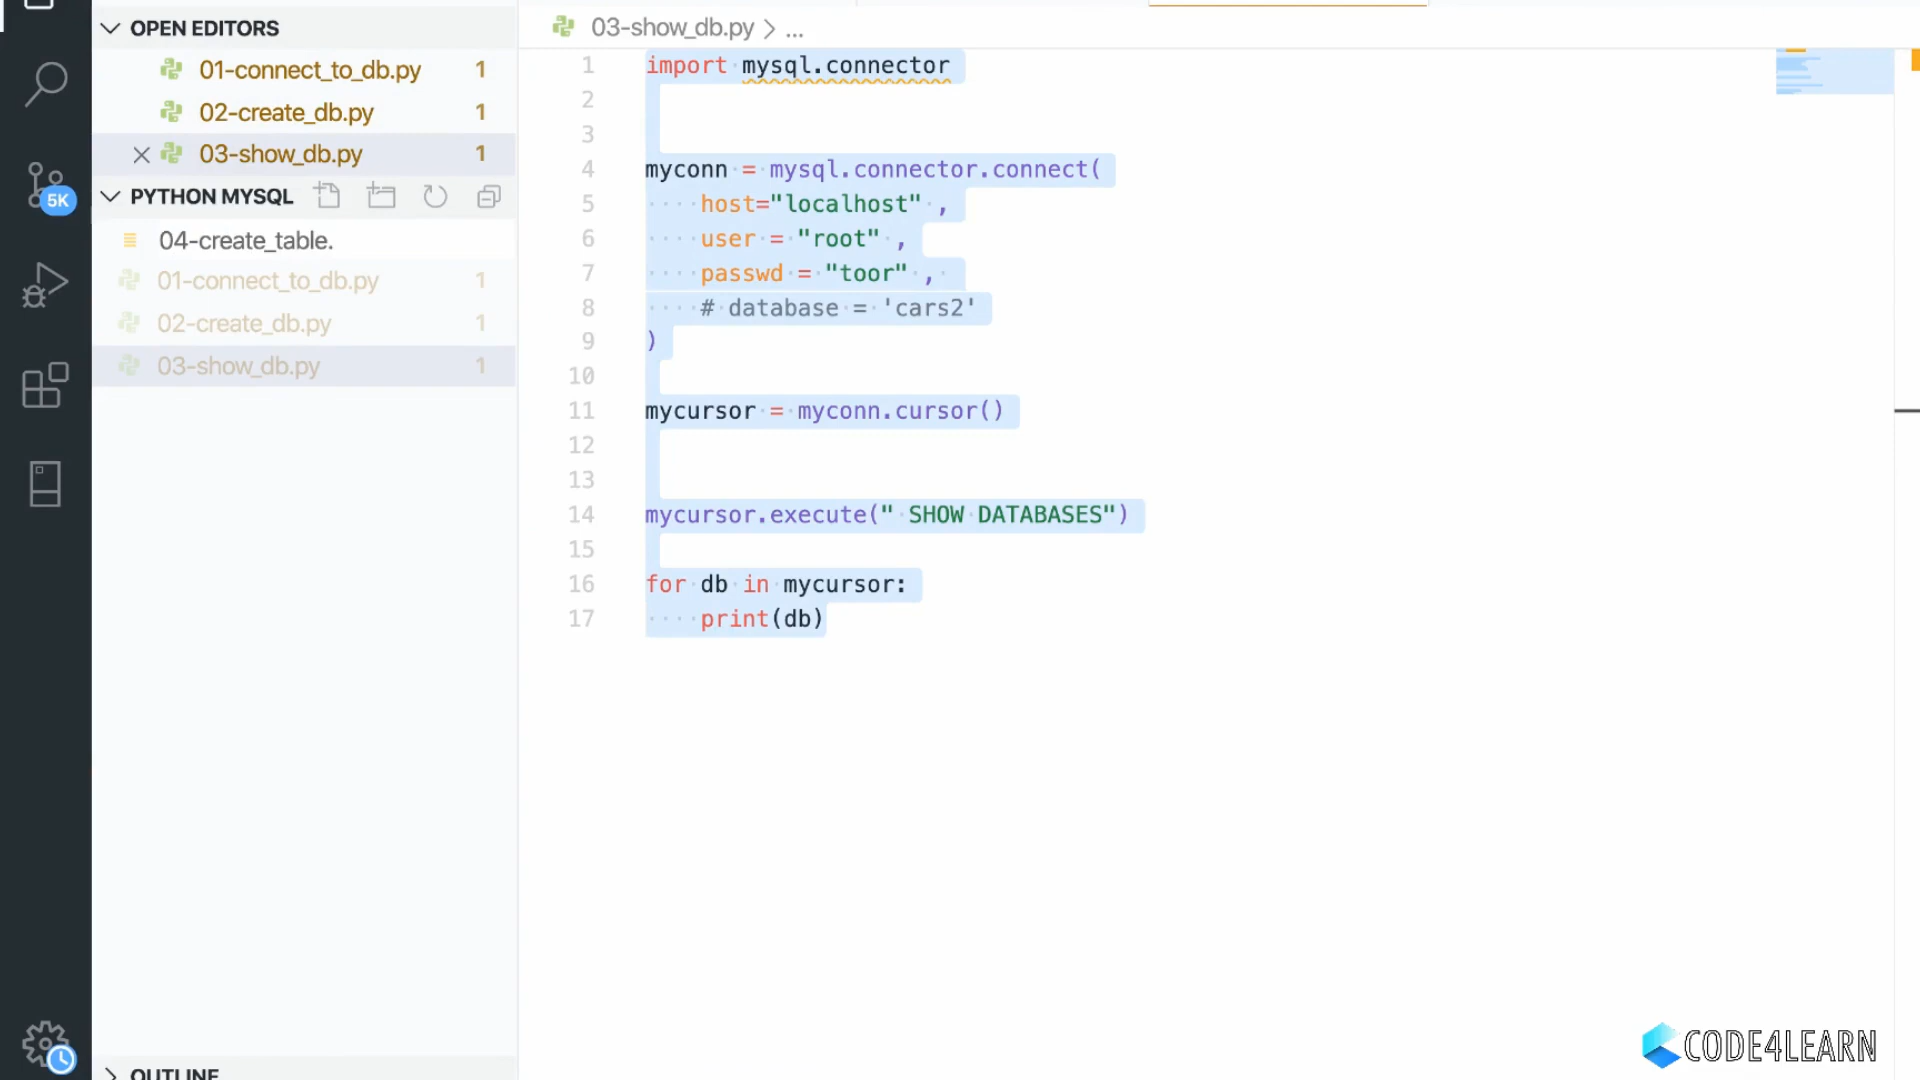 OPEN EDITORS
01-connect_to_db.py 1
02-create_db.py 1
03-show_db.py 1
5K
PYTHON MYSQL
04-create_table.
01-connect_to_db.py 1
02-create_db.py 1
03-show_db.py 1
OUTLINE
03-show_db.py > ...
1 import mysql.connector
2
3
4 myconn = mysql.connector.connect(
5 host="localhost" ,
6 user = "root" ,
7 passwd = "toor" ,
8 # database = 'cars2'
9 )
10
11 mycursor = myconn.cursor()
12
13
14 mycursor.execute(" SHOW DATABASES")
15
16 for db in mycursor:
17 print(db)
CODE4LEARN